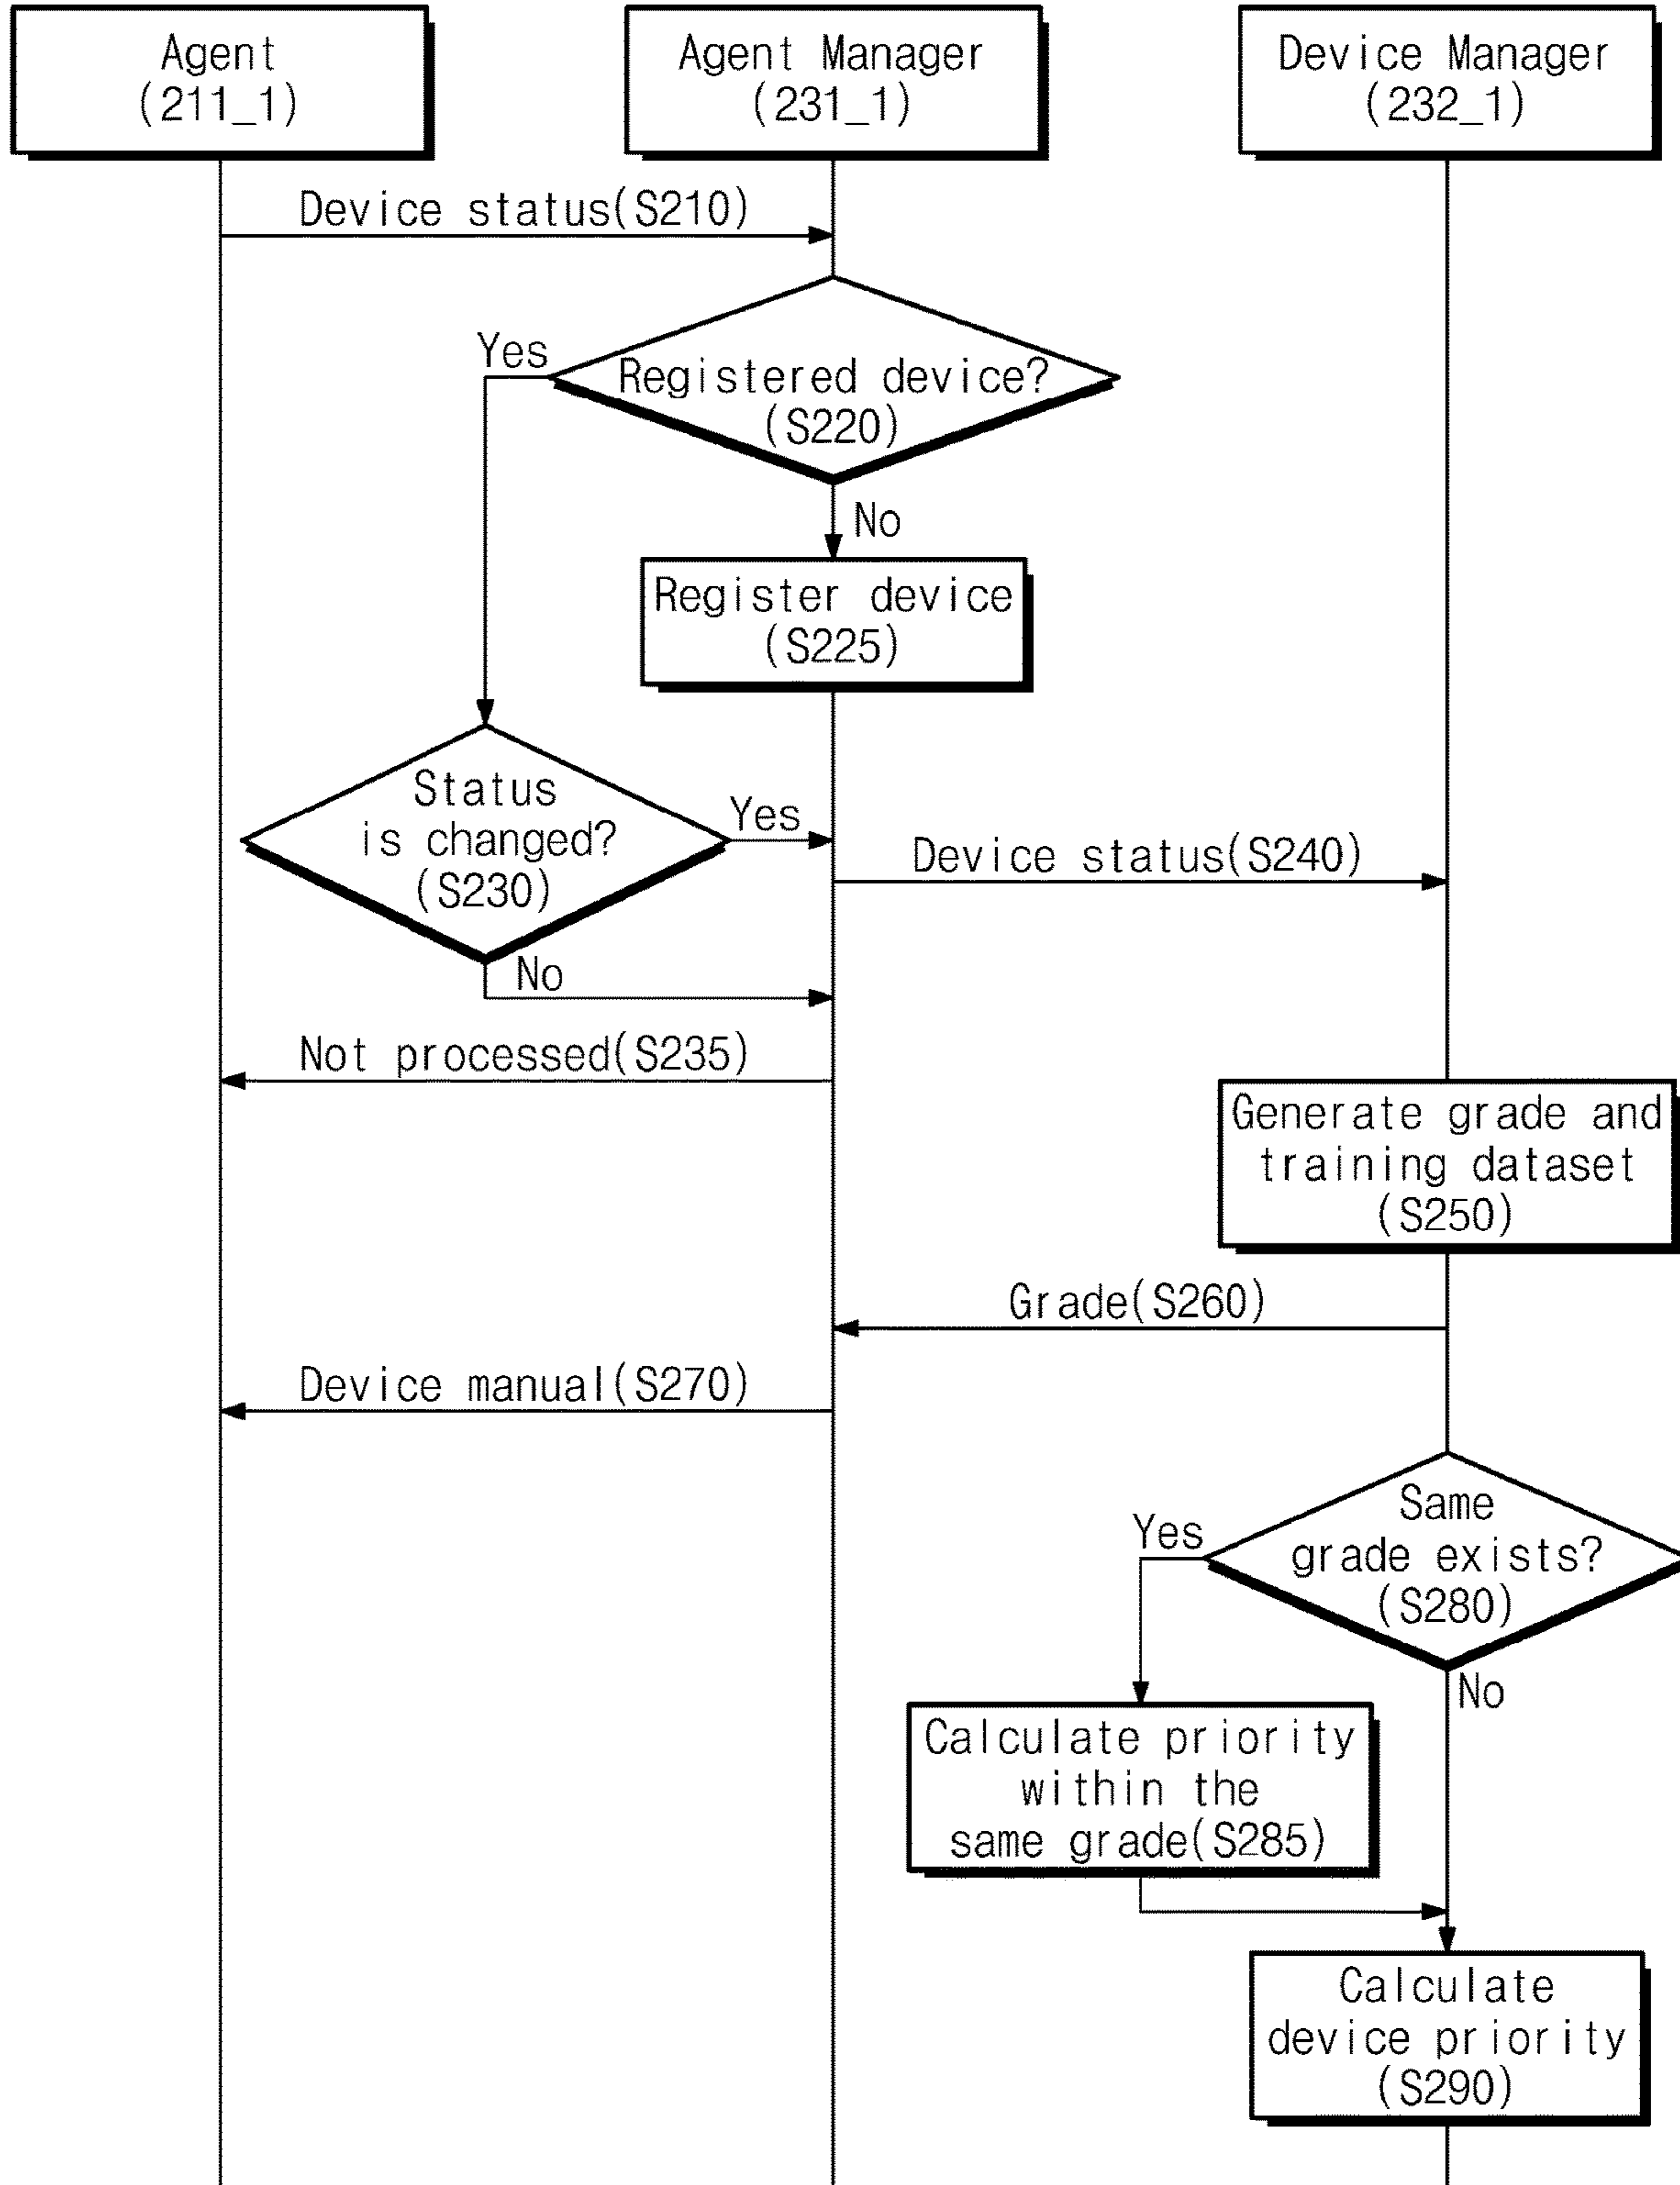 Agent
(211_1)
Agent Manager
(231_1)
Device Manager
(232_1)
Device status(S210)
Yes
Registered device?
(S220)
No
Register device
(S225)
Status
is changed?
(S230)
Yes
Device status(S240)
No
Not processed(S235)
Generate grade and
training dataset
(S250)
Grade(S260)
Device manual(S270)
Same
grade exists?
(S280)
Yes
No
Calculate priority
within the
same grade(S285)
Calculate
device priority
(S290)